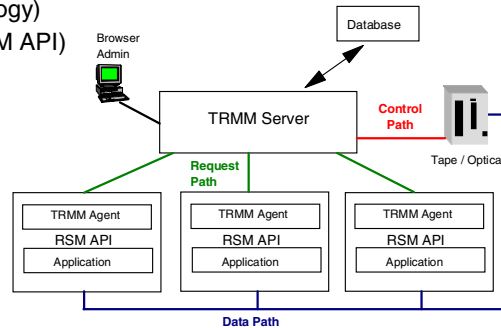 ogy)
M API)
Browser
Admin
Database
TRMM Server
Control
Path
Tape / Optica
Request
Path
TRMM Agent
RSM API
Application
TRMM Agent
RSM API
Application
TRMM Agent
RSM API
Application
Data Path